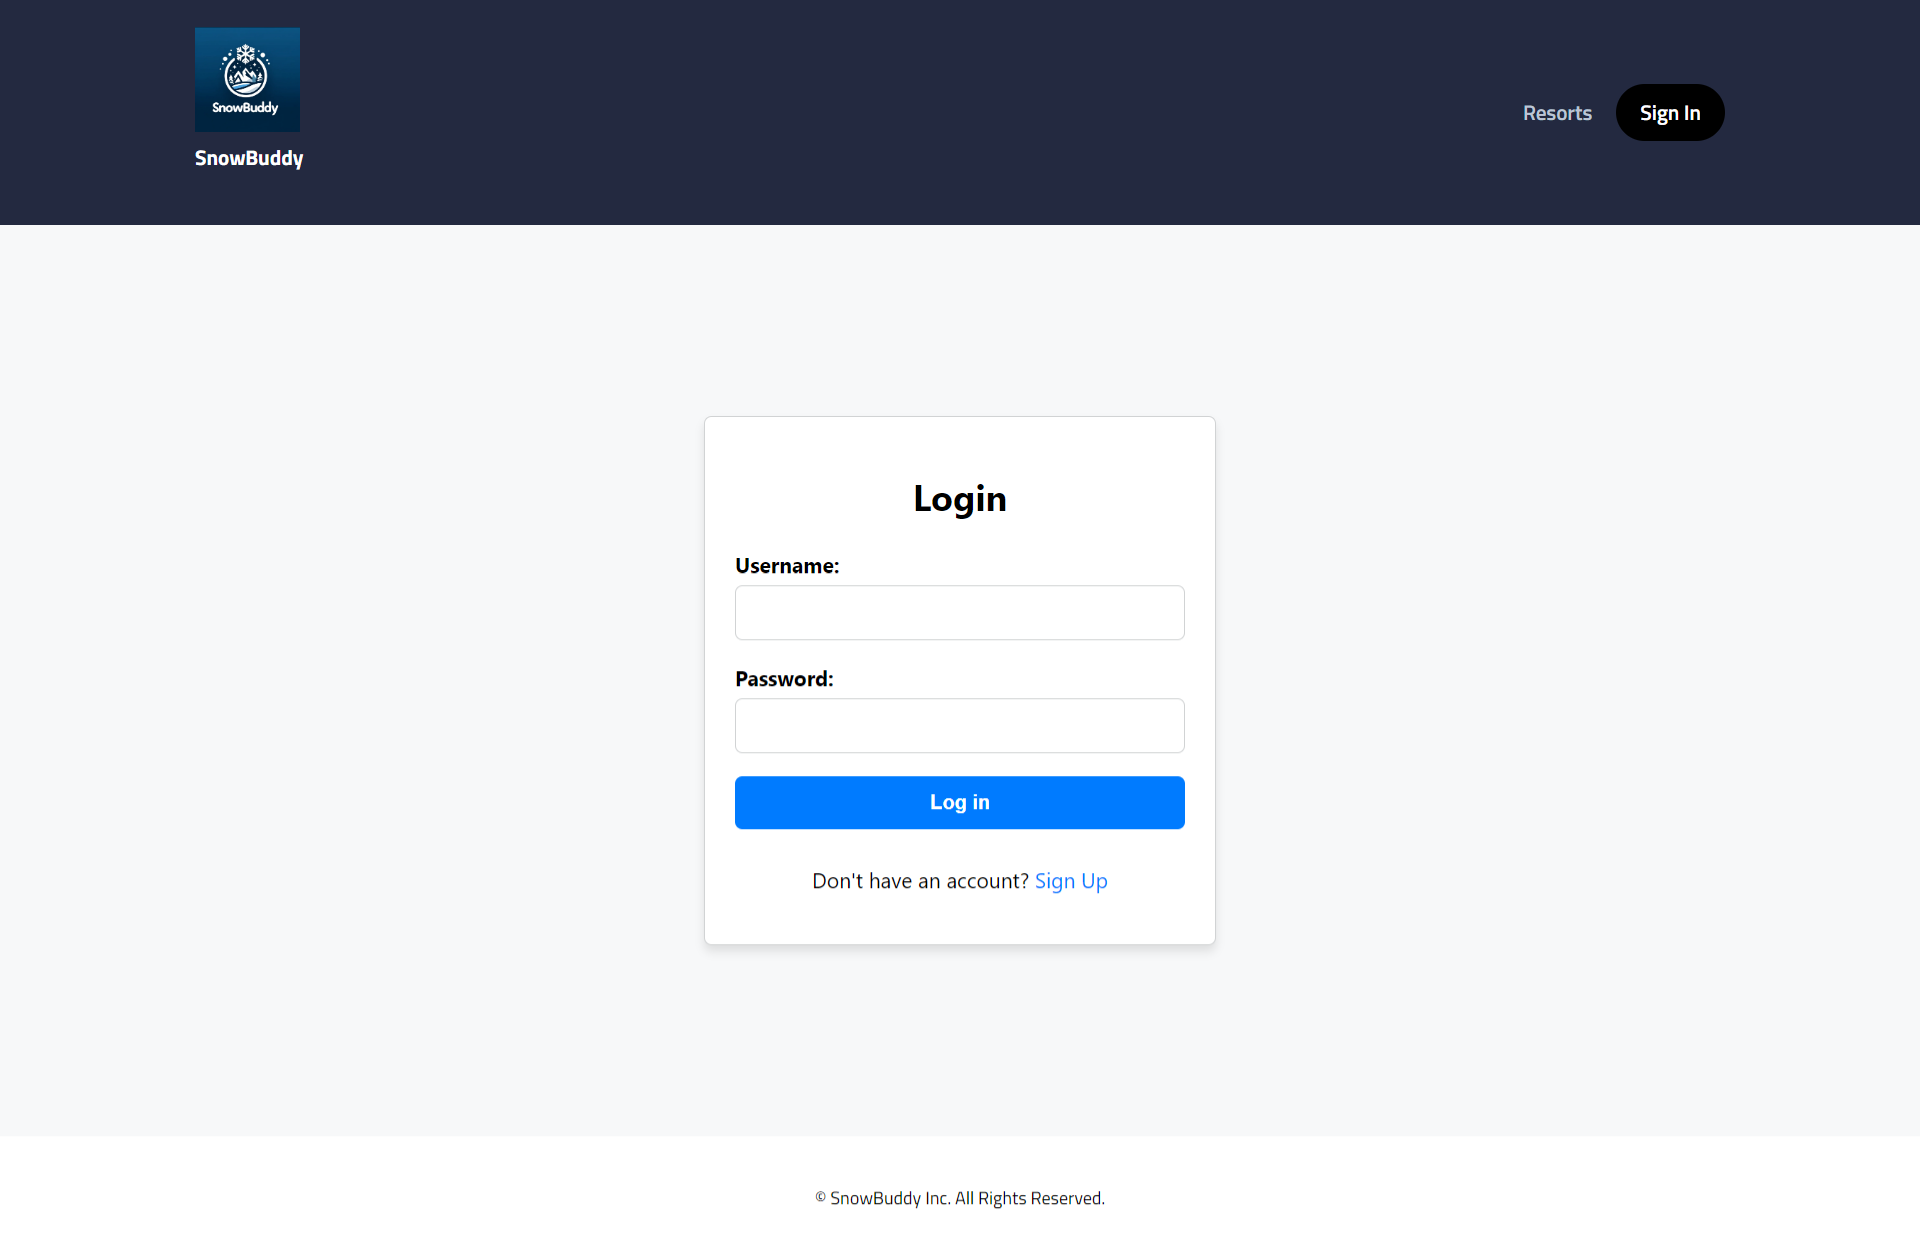 SnowBuddy
SnowBuddy
Resorts
Sign In
Login
Username:
Password:
Log in
Don't have an account? Sign Up
© SnowBuddy Inc. All Rights Reserved.